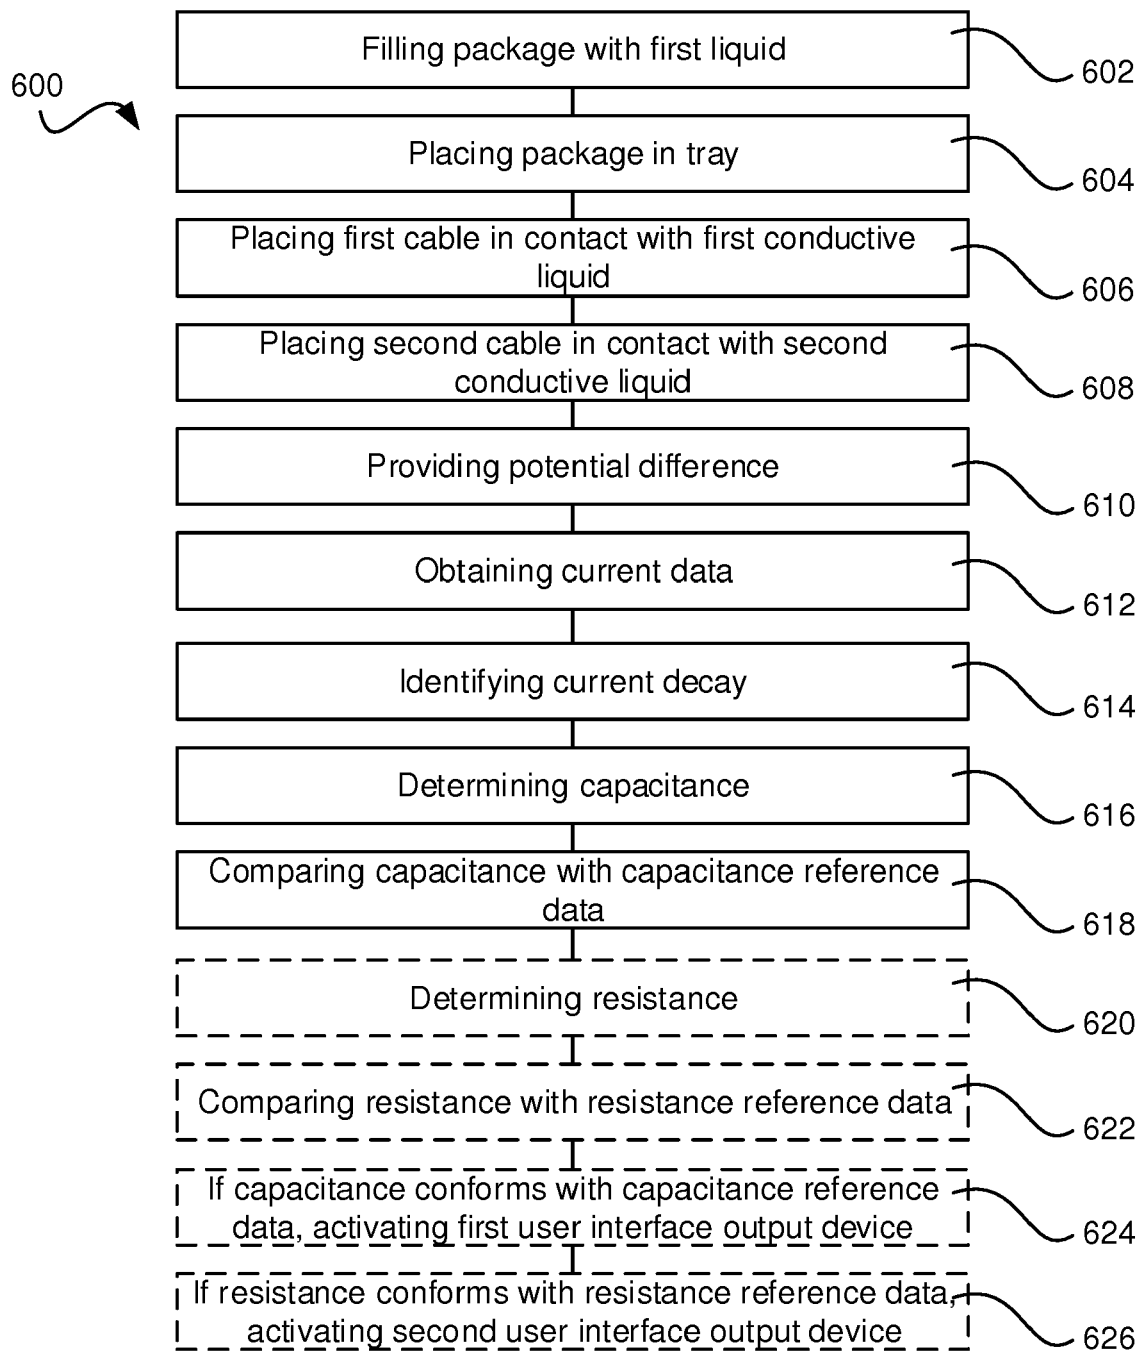 Filling package with first liquid
602
600
Placing package in tray
604
Placing first cable in contact with first conductive
liquid
606
Placing second cable in contact with second
conductive liquid
608
Providing potential difference
610
Obtaining current data
612
Identifying current decay
614
Determining capacitance
616
Comparing capacitance with capacitance reference
data
618
Determining resistance
620
Comparing resistance with resistance reference data
622
If capacitance conforms with capacitance reference
data, activating first user interface output device
624
If resistance conforms with resistance reference data,
activating second user interface output device
626